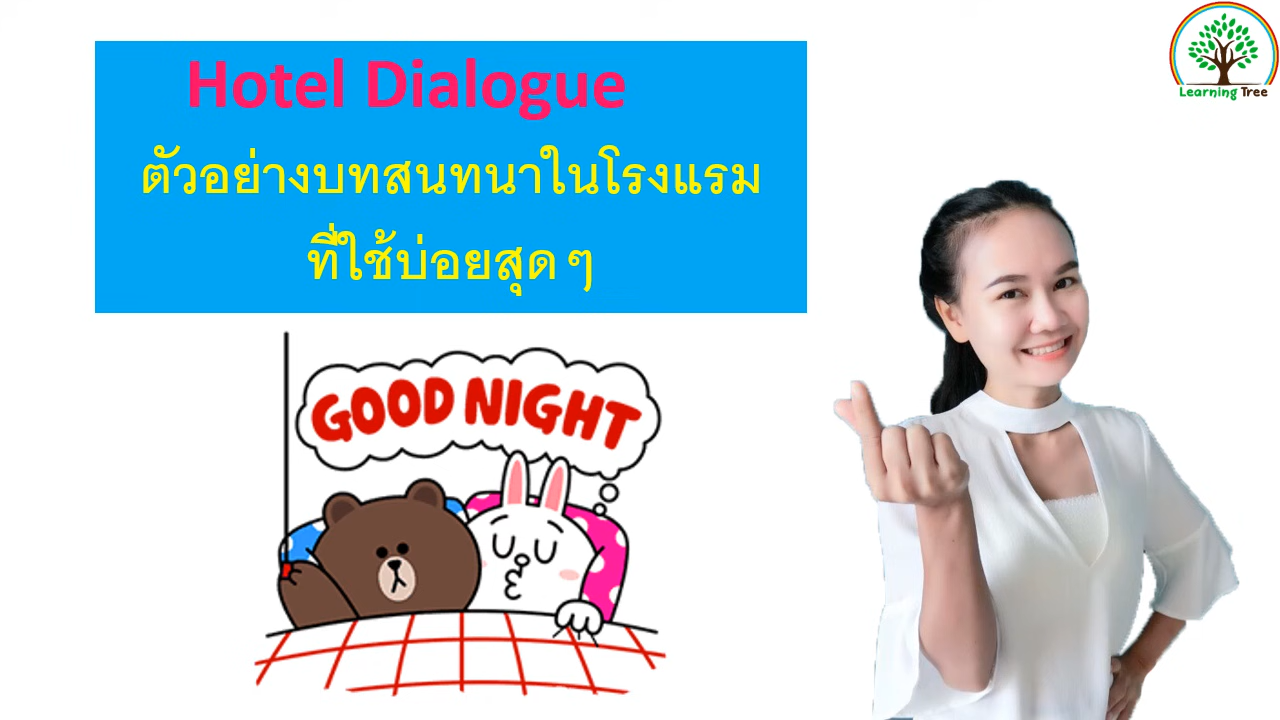 Hotel Dialogue
ตัวอย่างบทสนทนาในโรงแรม
ที่ใช้บ่อยสุดๆ
GOOD NIGHT
Learning Tree